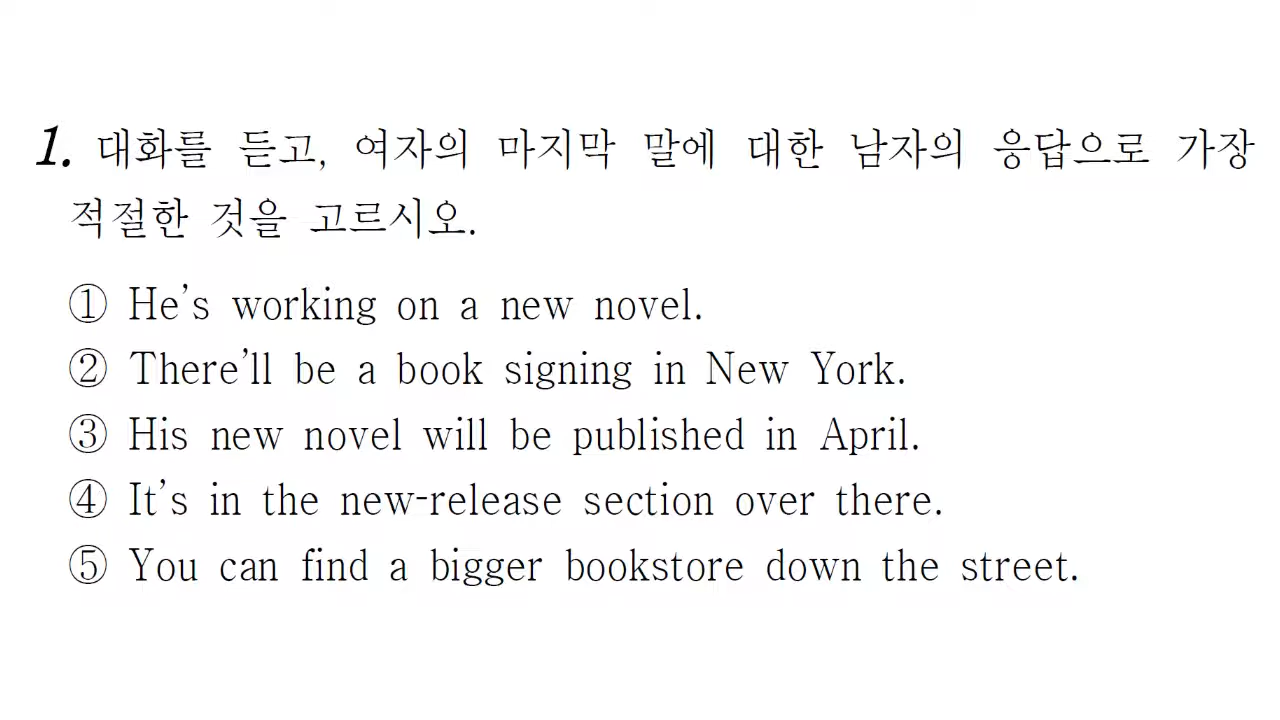 1. 대화를 듣고, 여자의 마지막 말에 대한 남자의 응답으로 가장
적절한 것을 고르시오.
① He’s working on a new novel.
② There’ll be a book signing in New York.
③ His new novel will be published in April.
④ It’s in the new-release section over there.
⑤ You can find a bigger bookstore down the street.